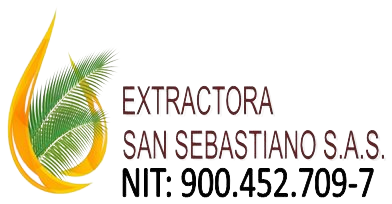 EXTRACTORA
SAN SEBASTIANO S.A.S.
NIT: 900.452.709-7